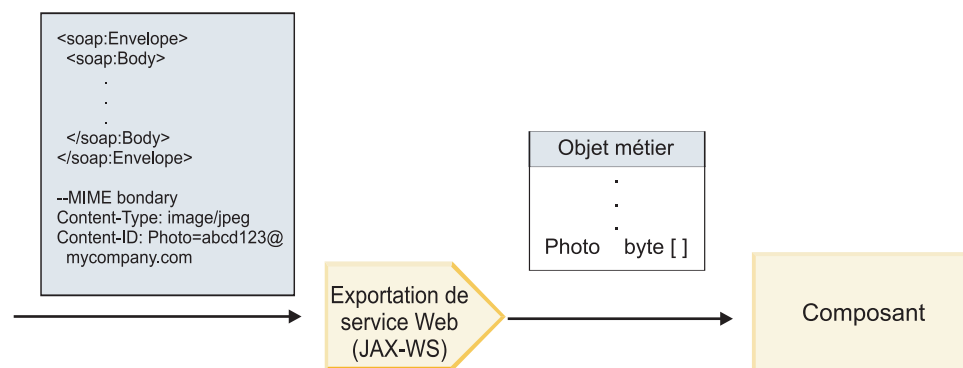 <soap:Envelope>
<soap:Body>
.
.
.
</soap:Body>
</soap:Envelope>
--MIME bondary
Content-Type: image/jpeg
Content-ID: Photo=abcd123@
mycompany.com
Objet métier
.
.
.
Photo byte [ ]
Exportation de
service Web
(JAX-WS)
Composant